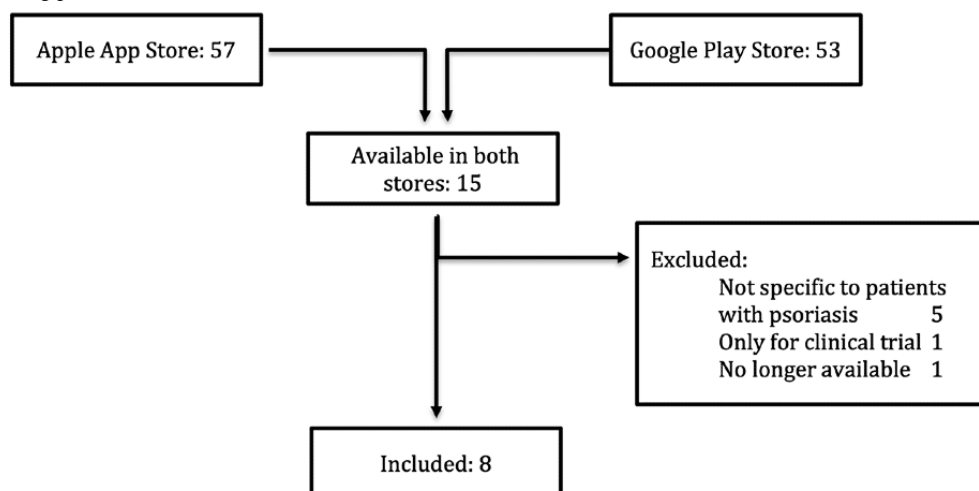 Apple App Store: 57
Google Play Store: 53
Available in both
stores: 15
Excluded:
Not specific to patients
with psoriasis 5
Only for clinical trial 1
No longer available 1
Included: 8